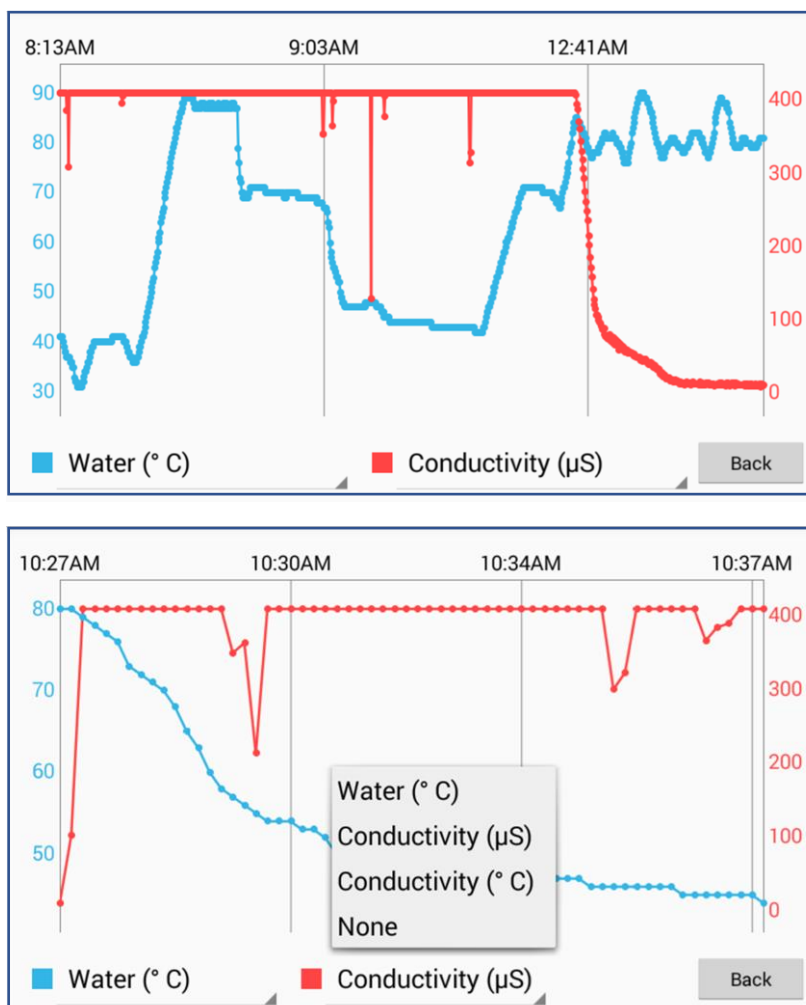 8:13AM 9:03AM 12:41AM
90
80
70
60
50
40
30
400
300
200
100
0
Water (° C) Conductivity (µS) Back
10:27AM 10:30AM 10:34AM 10:37AM
80
70
60
50
400
300
200
100
0
Water (° C)
Conductivity (µS)
Conductivity (° C)
None
Water (° C) Conductivity (µS) Back